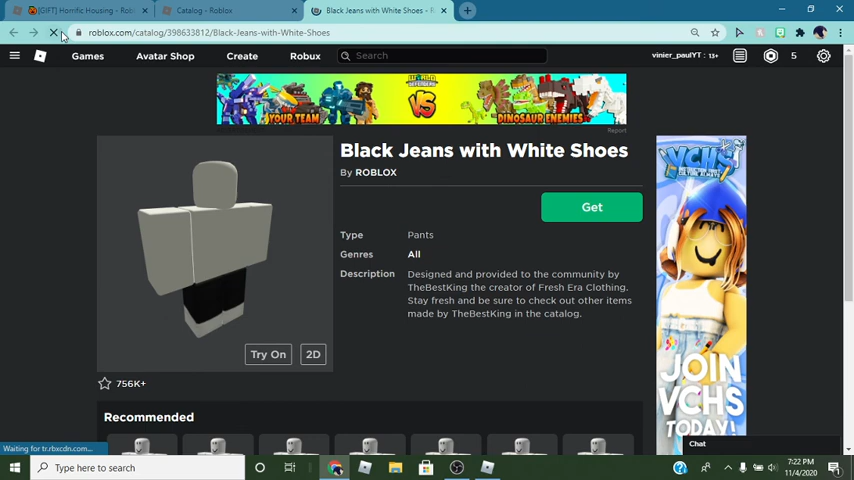 [GIFT] Horrific Housing - Rob
Catalog - Roblox
Black Jeans with White Shoes - R
roblox.com/catalog/398633812/Black-Jeans-with-White-Shoes
Games
Avatar Shop
Create
Robux
Search
vinier_paulYT : 13+
5
YOUR TEAM
VS
DINOSAUR ENEMIES
Report
Black Jeans with White Shoes
By ROBLOX
Get
Type
Pants
Genres
All
Description
Designed and provided to the community by
TheBestKing the creator of Fresh Era Clothing.
Stay fresh and be sure to check out other items
made by TheBestKing in the catalog.
Try On
2D
756K+
Recommended
VCHS
JOIN
VCHS
TODAY!
Chat
Waiting for tr.rbxcdn.com...
Type here to search
7:22 PM
11/4/2020